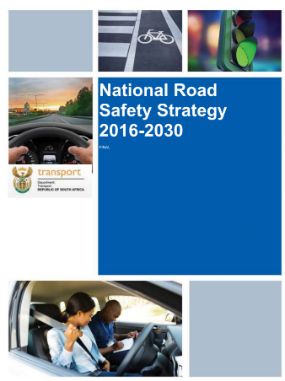 National Road
Safety Strategy
2016-2030
FINAL
transport
Department:
Transport
REPUBLIC OF SOUTH AFRICA